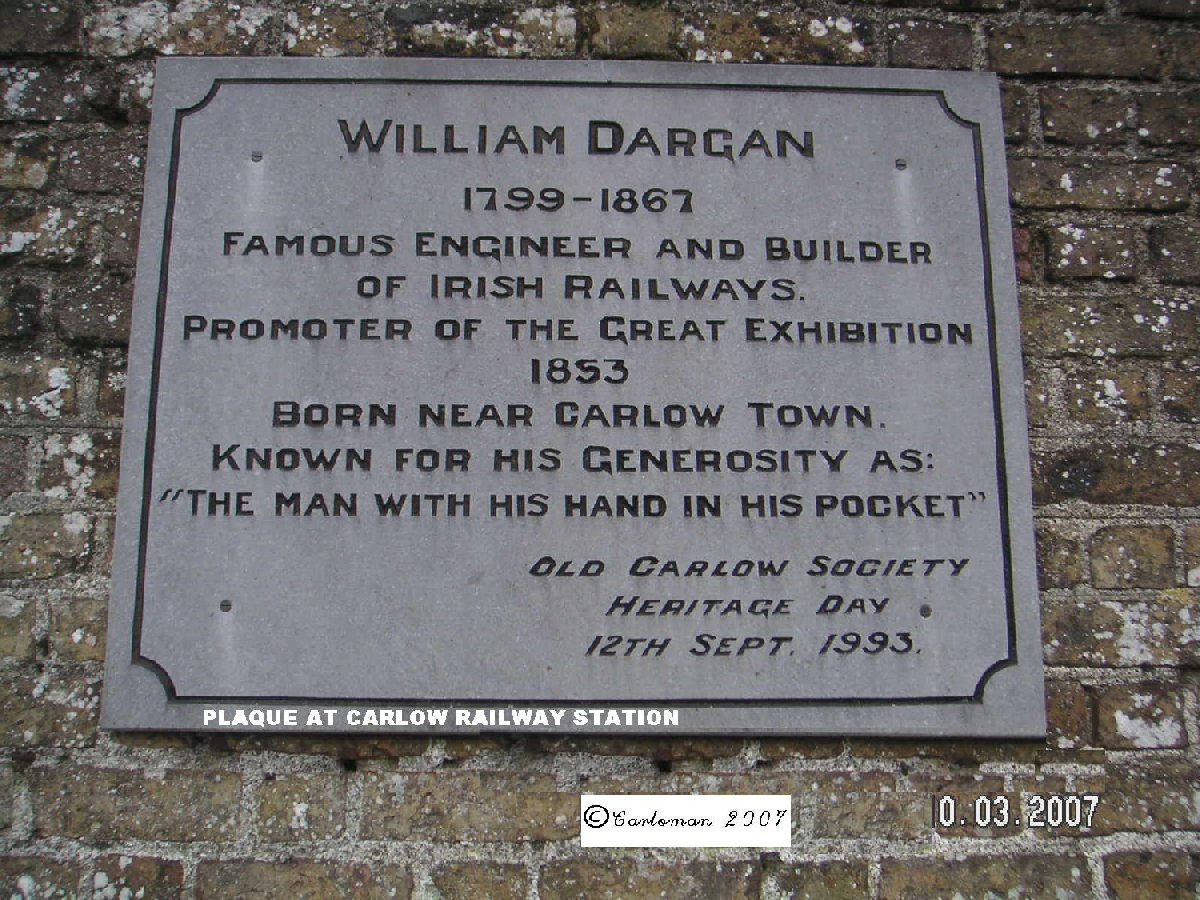 William Dargan
1799-1867
Famous Engineer and Builder
of Irish Railways.
Promoter of the Great Exhibition
1853
Born near Carlow Town.
Known for his Generosity as:
"The man with his hand in his pocket"
Old Carlow Society
Heritage Day
12th Sept. 1993.
PLAQUE AT CARLOW RAILWAY STATION
©Carloman 2007
0.03.2007